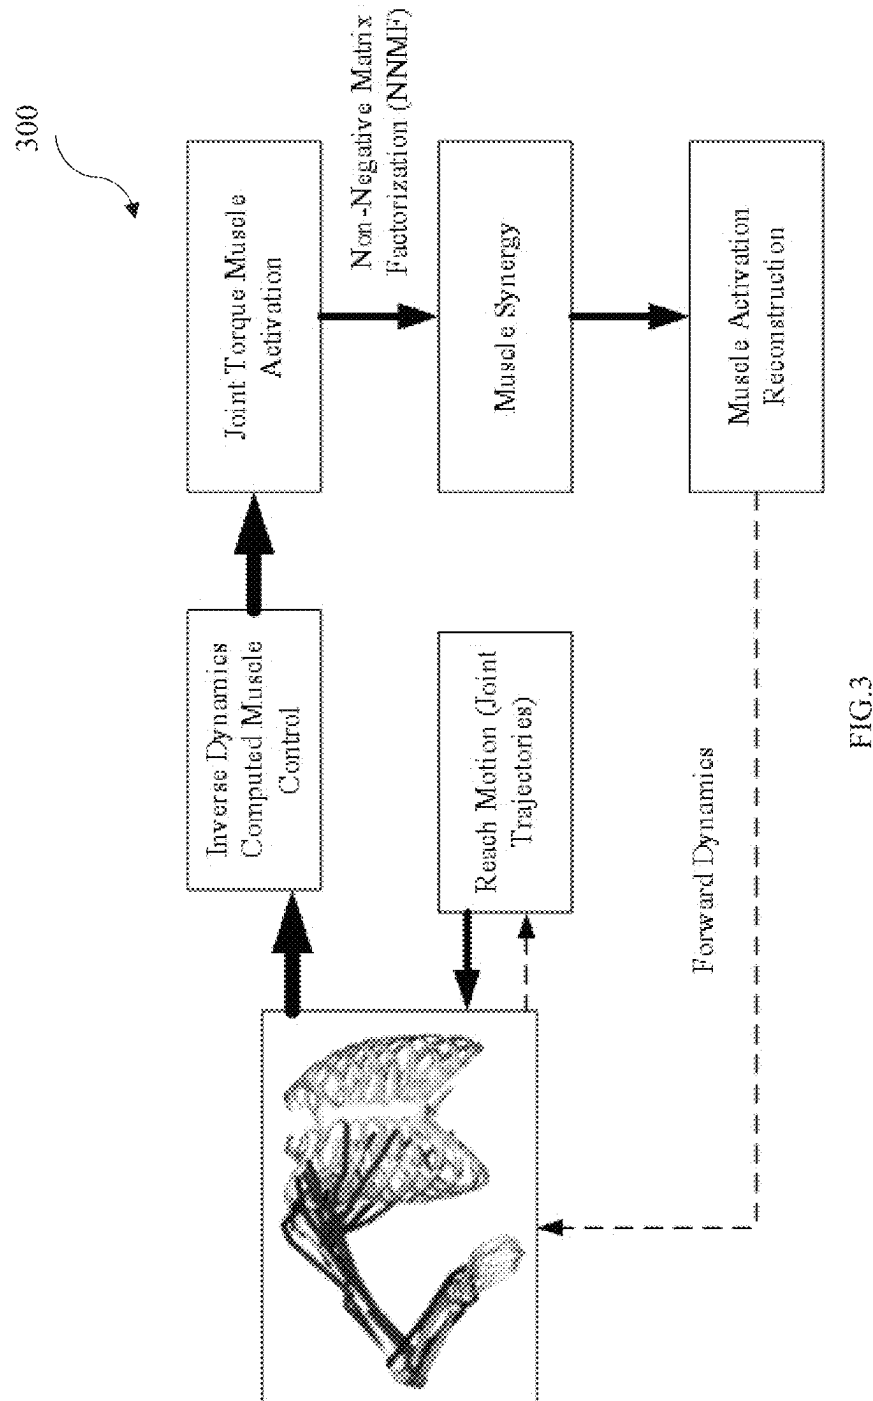 300
Inverse Dynamics
Computed Muscle
Control
Joint Torque Muscle
Activation
Non-Negative Matrix
Factorization (NNMF)
Reach Motion (Joint
Trajectories)
Muscle Synergy
Forward Dynamics
Muscle Activation
Reconstruction
FIG.3